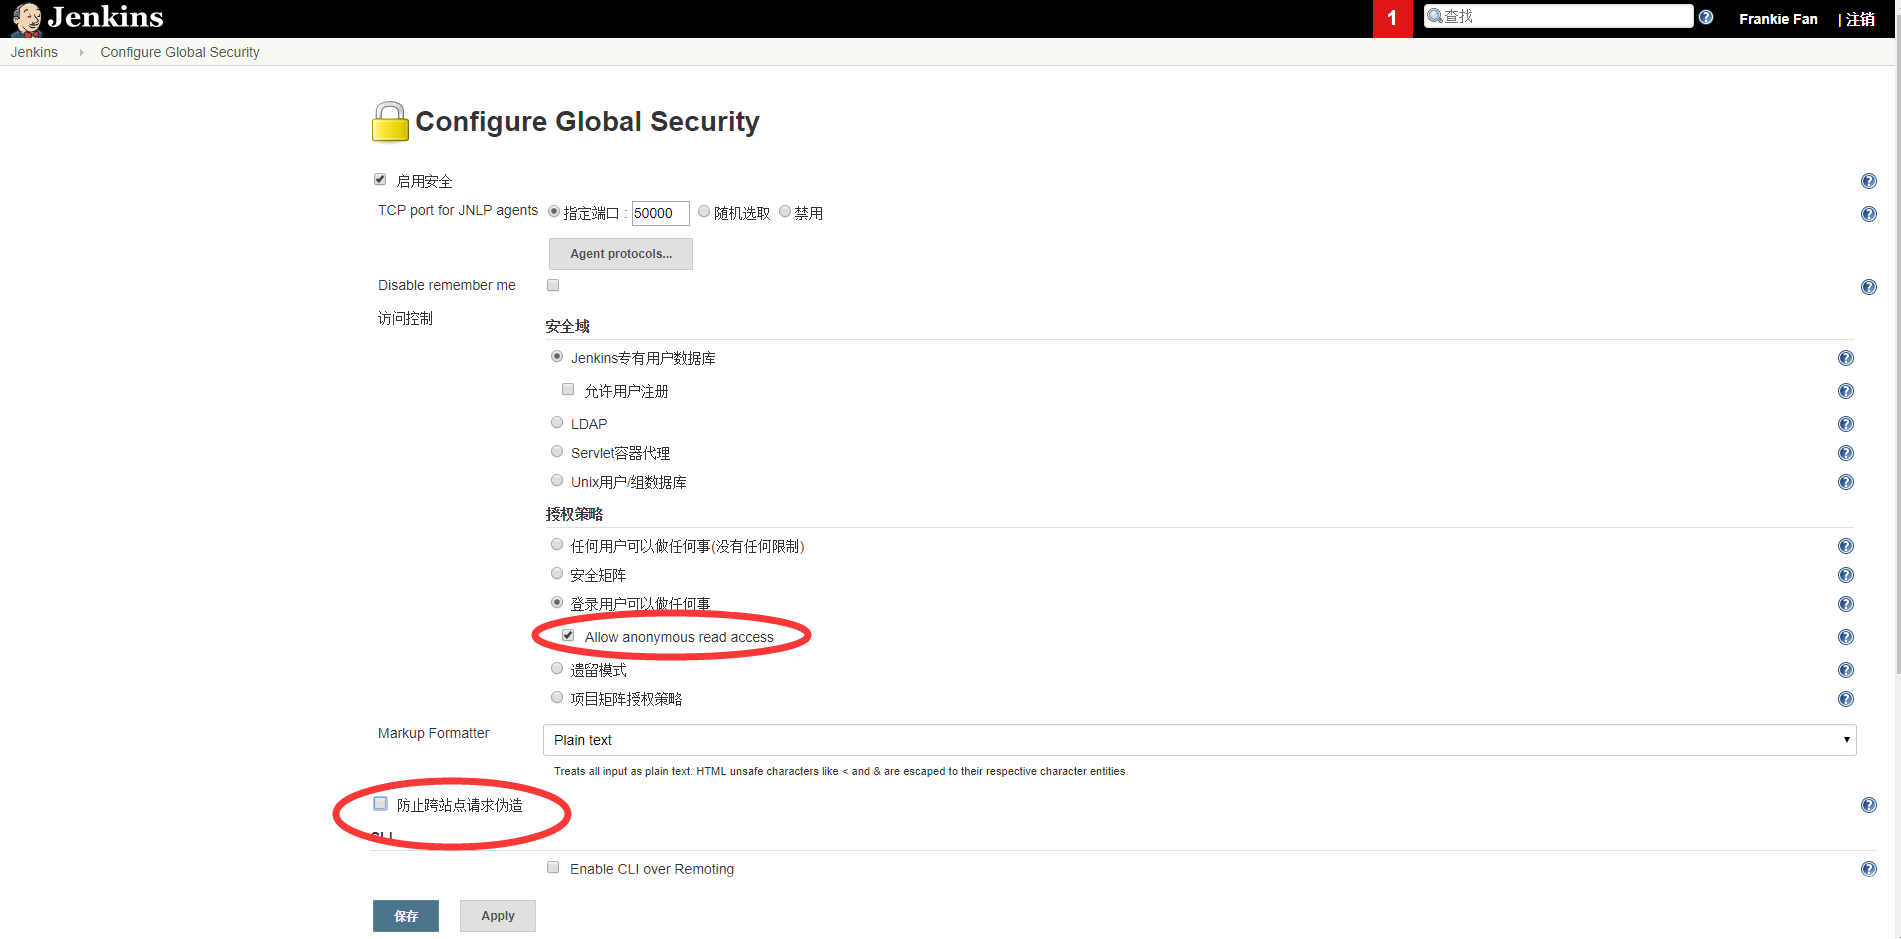 Jenkins
1
查找
Frankie Fan
| 注销
Jenkins
Configure Global Security
Configure Global Security
启用安全
TCP port for JNLP agents
指定端口 : 50000 随机选取 禁用
Agent protocols...
Disable remember me
访问控制
安全域
Jenkins专有用户数据库
允许用户注册
LDAP
Servlet容器代理
Unix用户/组数据库
授权策略
任何用户可以做任何事(没有任何限制)
安全矩阵
登录用户可以做任何事
Allow anonymous read access
遗留模式
项目矩阵授权策略
Markup Formatter
Plain text
Treats all input as plain text. HTML unsafe characters like < and & are escaped to their respective character entities.
防止跨站点请求伪造
CLI
Enable CLI over Remoting
保存
Apply